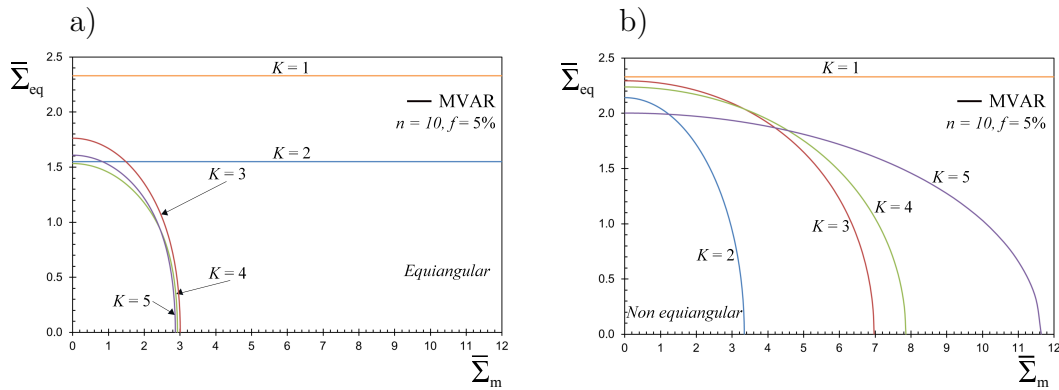 a)
2.5
2.0
1.5
1.0
0.5
0.0
Σ̿eq
K = 1
MVAR
n = 10, f = 5%
K = 2
K = 3
K = 4
K = 5
Equiangular
0 1 2 3 4 5 6 7 8 9 10 11 12
Σ̿m
b)
2.5
2.0
1.5
1.0
0.5
0.0
Σ̿eq
K = 1
MVAR
n = 10, f = 5%
K = 5
K = 4
K = 3
K = 2
Non equiangular
0 1 2 3 4 5 6 7 8 9 10 11 12
Σ̿m